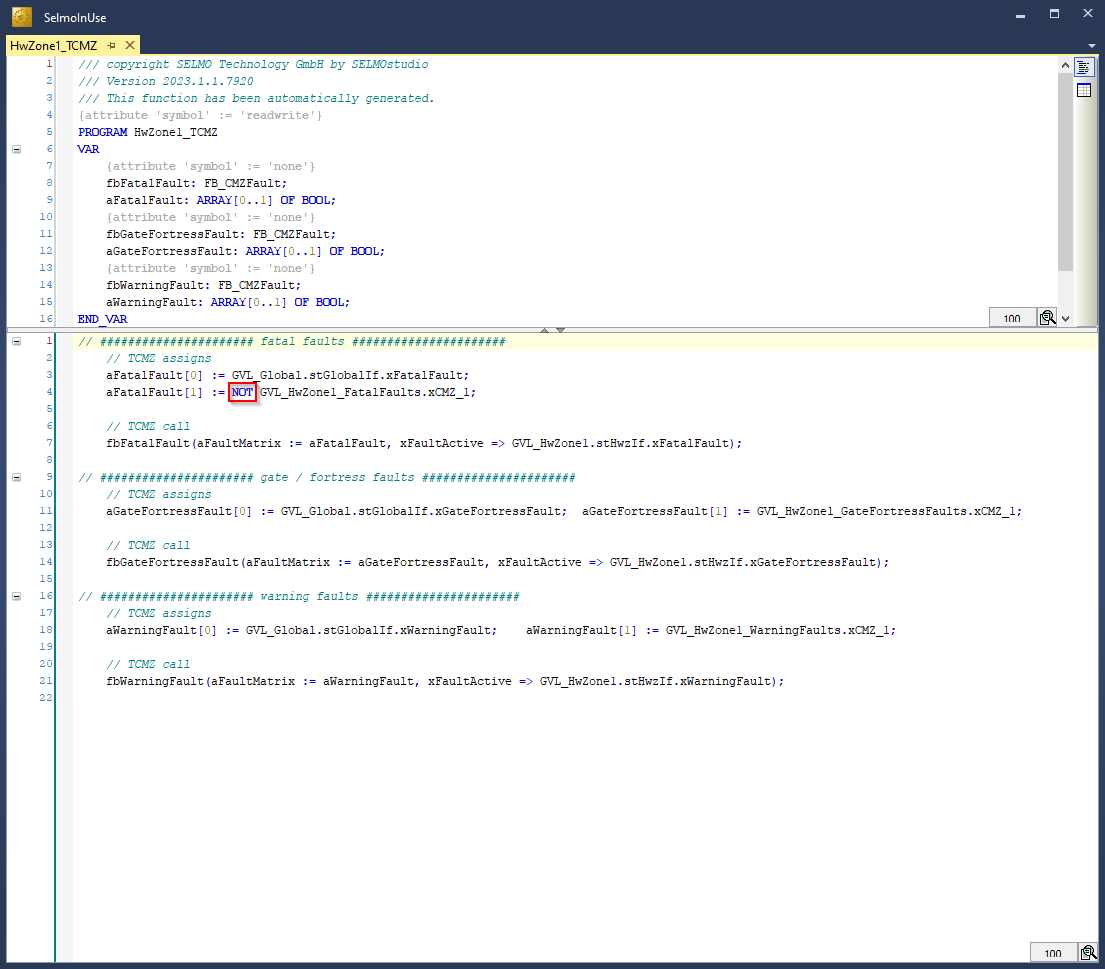 SelmoInUse
HwZone1_TCMZ
1 /// copyright SELMO Technology GmbH by SELMOstudio
2 /// Version 2023.1.1.7920
3 /// This function has been automatically generated.
4 {attribute 'symbol' := 'readwrite'}
5 PROGRAM HwZone1_TCMZ
6 VAR
7 {attribute 'symbol' := 'none'}
8 fbFatalFault: FB_CMZFault;
9 aFatalFault: ARRAY[0..1] OF BOOL;
10 {attribute 'symbol' := 'none'}
11 fbGateFortressFault: FB_CMZFault;
12 aGateFortressFault: ARRAY[0..1] OF BOOL;
13 {attribute 'symbol' := 'none'}
14 fbWarningFault: FB_CMZFault;
15 aWarningFault: ARRAY[0..1] OF BOOL;
16 END_VAR
100
1 // ###################### fatal faults ######################
2 // TCMZ assigns
3 aFatalFault[0] := GVL_Global.stGlobalIf.xFatalFault;
4 aFatalFault[1] := NOT GVL_HwZone1_FatalFaults.xCMZ_1;
5
6 // TCMZ call
7 fbFatalFault(aFaultMatrix := aFatalFault, xFaultActive => GVL_HwZone1.stHwzIf.xFatalFault);
8
9 // ###################### gate / fortress faults ######################
10 // TCMZ assigns
11 aGateFortressFault[0] := GVL_Global.stGlobalIf.xGateFortressFault; aGateFortressFault[1] := GVL_HwZone1_GateFortressFaults.xCMZ_1;
12
13 // TCMZ call
14 fbGateFortressFault(aFaultMatrix := aGateFortressFault, xFaultActive => GVL_HwZone1.stHwzIf.xGateFortressFault);
15
16 // ###################### warning faults ######################
17 // TCMZ assigns
18 aWarningFault[0] := GVL_Global.stGlobalIf.xWarningFault; aWarningFault[1] := GVL_HwZone1_WarningFaults.xCMZ_1;
19
20 // TCMZ call
21 fbWarningFault(aFaultMatrix := aWarningFault, xFaultActive => GVL_HwZone1.stHwzIf.xWarningFault);
22
100